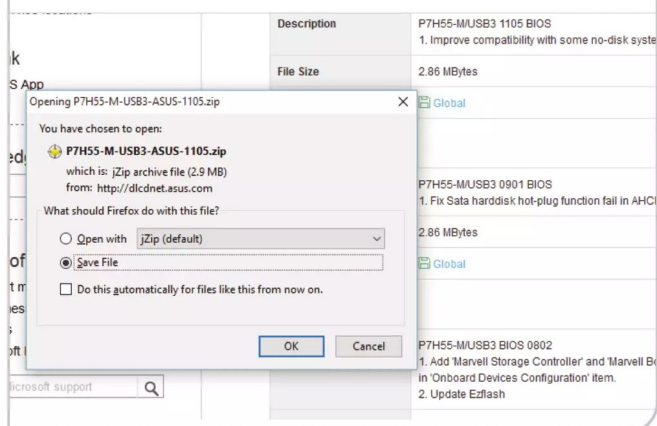 Description
P7H55-M/USB3 1105 BIOS
1. Improve compatibility with some no-disk syste
File Size
2.86 MBytes
S App
Opening P7H55-M-USB3-ASUS-1105.zip
You have chosen to open:
P7H55-M-USB3-ASUS-1105.zip
which is: jZip archive file (2.9 MB)
from: http://dlcdnet.asus.com
What should Firefox do with this file?
Open with
jZip (default)
Save File
Do this automatically for files like this from now on.
OK
Cancel
Global
P7H55-M/USB3 0901 BIOS
1. Fix Sata harddisk hot-plug function fail in AHCI
2.86 MBytes
Global
P7H55-M/USB3 BIOS 0802
1. Add 'Marvell Storage Controller' and 'Marvell Bo
in 'Onboard Devices Configuration' item.
2. Update Ezflash
licrosoft support